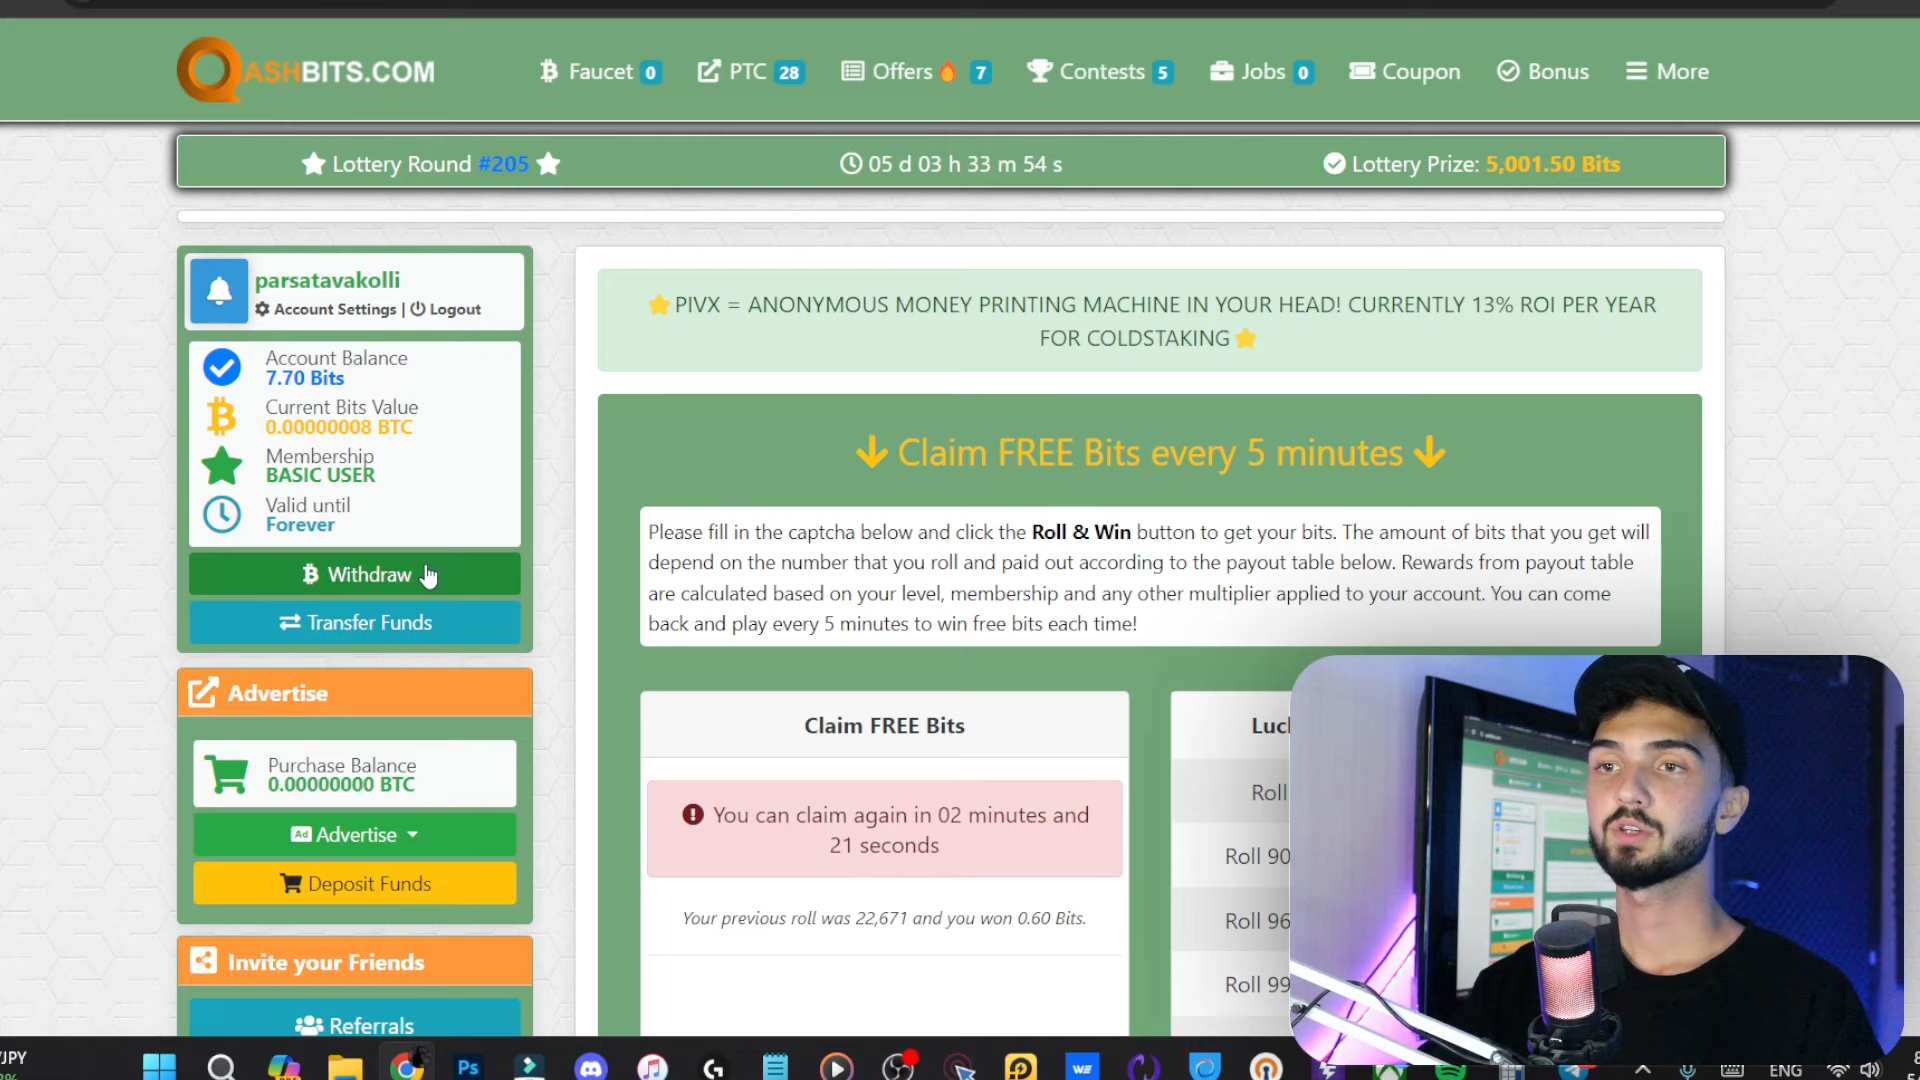 QASHBITS.COM
Faucet 0
PTC 28
Offers 7
Contests 5
Jobs 0
Coupon
Bonus
More
Lottery Round #205
05 d 03 h 33 m 54 s
Lottery Prize: 5,001.50 Bits
parsatavakolli
Account Settings | Logout
Account Balance
7.70 Bits
Current Bits Value
0.00000008 BTC
Membership
BASIC USER
Valid until
Forever
Withdraw
Transfer Funds
Advertise
Purchase Balance
0.00000000 BTC
Ad Advertise
Deposit Funds
Invite your Friends
Referrals
PIVX = ANONYMOUS MONEY PRINTING MACHINE IN YOUR HEAD! CURRENTLY 13% ROI PER YEAR
FOR COLDSTAKING
Claim FREE Bits every 5 minutes
Please fill in the captcha below and click the Roll & Win button to get your bits. The amount of bits that you get will
depend on the number that you roll and paid out according to the payout table below. Rewards from payout table
are calculated based on your level, membership and any other multiplier applied to your account. You can come
back and play every 5 minutes to win free bits each time!
Claim FREE Bits
You can claim again in 02 minutes and
21 seconds
Your previous roll was 22,671 and you won 0.60 Bits.
Roll
Roll 90
Roll 96
Roll 99
/JPY
Ps
WE
ENG